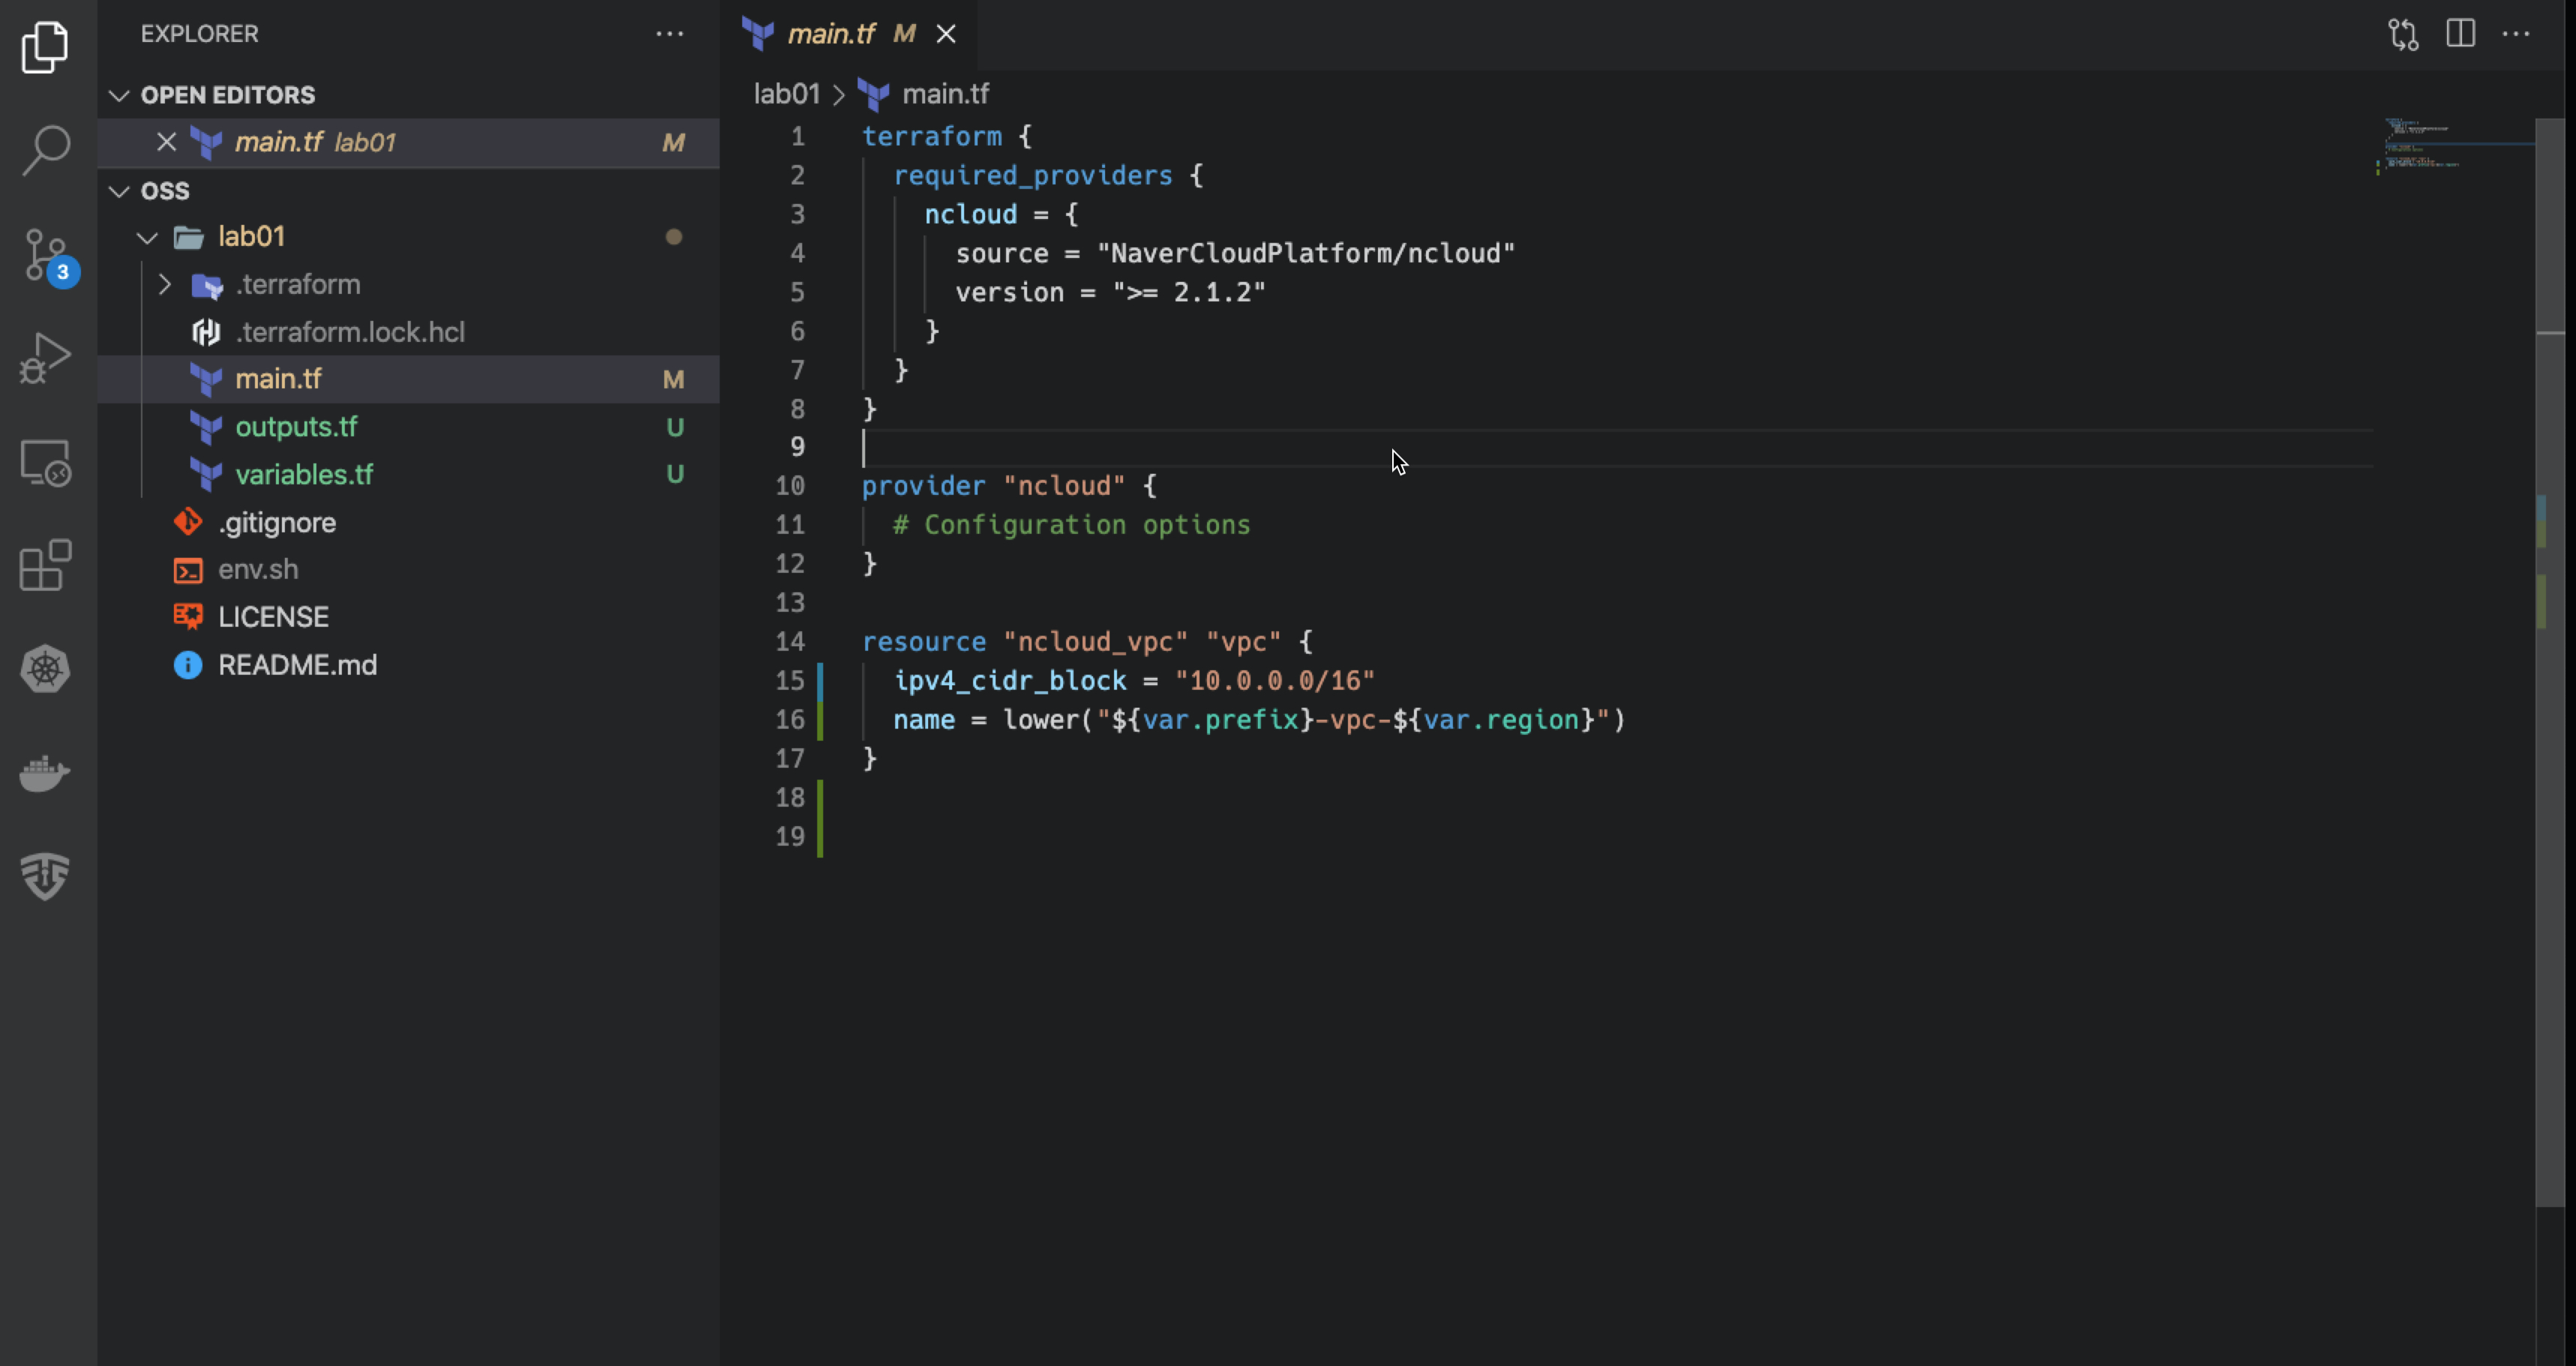 EXPLORER
OPEN EDITORS
main.tf lab01 M
OSS
lab01
.terraform
.terraform.lock.hcl
main.tf M
outputs.tf U
variables.tf U
.gitignore
env.sh
LICENSE
README.md
3
main.tf M
lab01 > main.tf
1 terraform {
2 required_providers {
3 ncloud = {
4 source = "NaverCloudPlatform/ncloud"
5 version = ">= 2.1.2"
6 }
7 }
8 }
9
10 provider "ncloud" {
11 # Configuration options
12 }
13
14 resource "ncloud_vpc" "vpc" {
15 ipv4_cidr_block = "10.0.0.0/16"
16 name = lower("${var.prefix}-vpc-${var.region}")
17 }
18
19